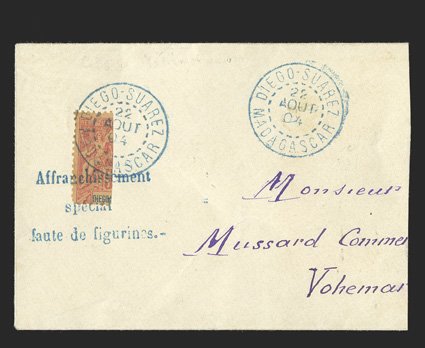 DIEGO-SUAREZ
22
AOUT
04
MADAGASCAR
DIEGO-SUAREZ
22
AOUT
04
MADAGASCAR
Affranchissement
spécial
faute de figurines.-
DIEGO
Monsieur
Mussard Commer
Vohemar